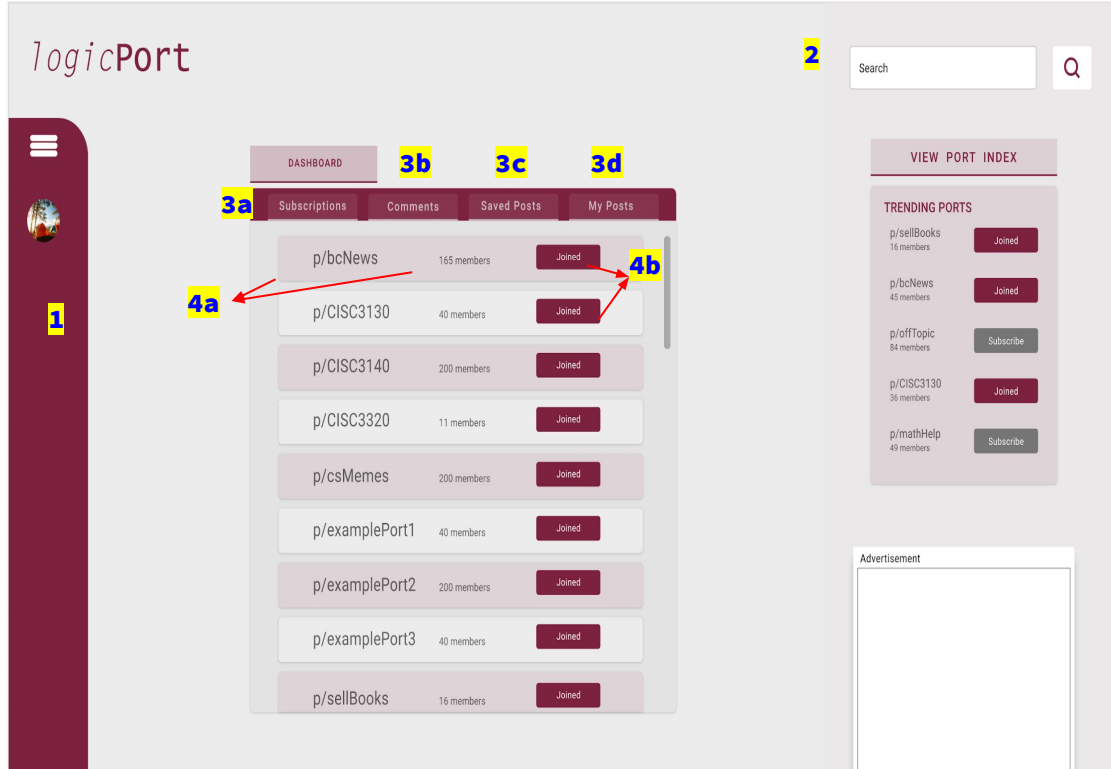 logicPort
2
Search
VIEW PORT INDEX
DASHBOARD
3b
3c
3d
3a
Subscriptions
Comments
Saved Posts
My Posts
p/bcNews
165 members
Joined
4b
4a
p/CISC3130
40 members
Joined
1
p/CISC3140
200 members
Joined
p/CISC3320
11 members
Joined
p/csMemes
200 members
Joined
p/examplePort1
40 members
Joined
p/examplePort2
200 members
Joined
p/examplePort3
40 members
Joined
p/sellBooks
16 members
Joined
TRENDING PORTS
p/sellBooks
16 members
Joined
p/bcNews
45 members
Joined
p/offTopic
84 members
Subscribe
p/CISC3130
36 members
Joined
p/mathHelp
49 members
Subscribe
Advertisement